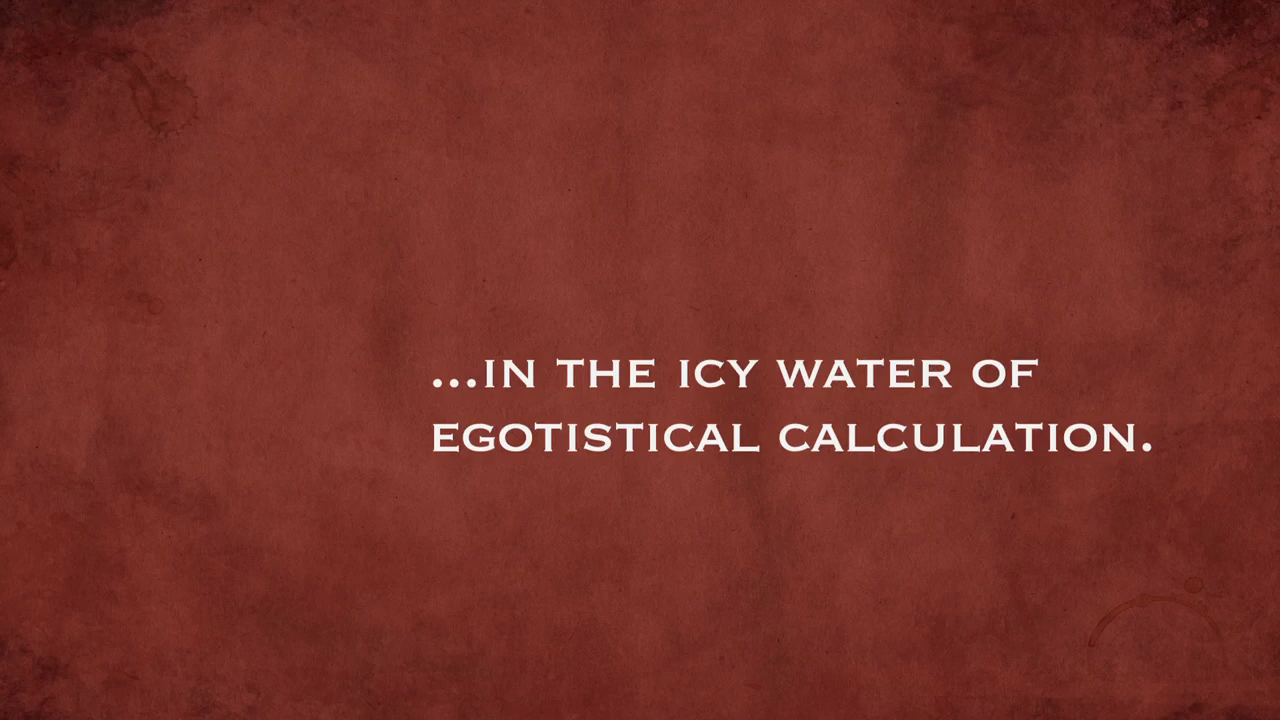 ...IN THE ICY WATER OF
EGOTISTICAL CALCULATION.